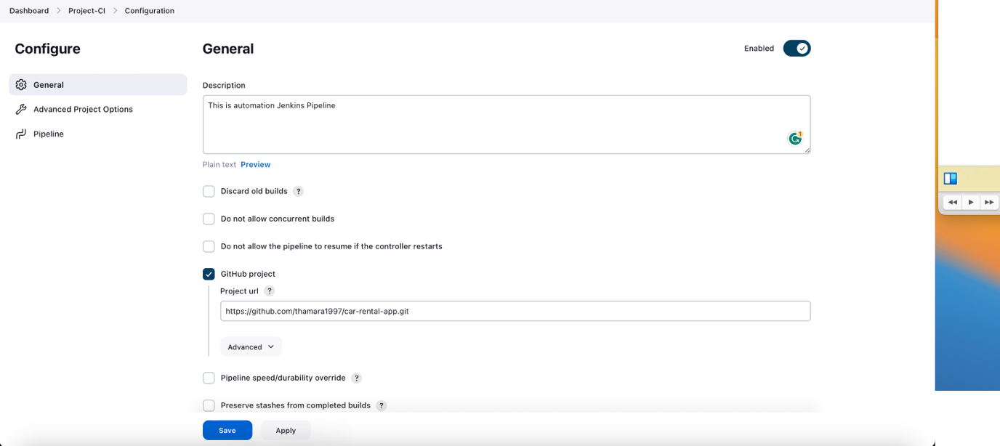 Dashboard > Project-CI > Configuration
Configure
General
Advanced Project Options
Pipeline
General
Enabled
Description
This is automation Jenkins Pipeline
1
Plain text Preview
Discard old builds ?
Do not allow concurrent builds
Do not allow the pipeline to resume if the controller restarts
GitHub project
Project url ?
https://github.com/thamara1997/car-rental-app.git
Advanced
Pipeline speed/durability override ?
Preserve stashes from completed builds ?
Save Apply